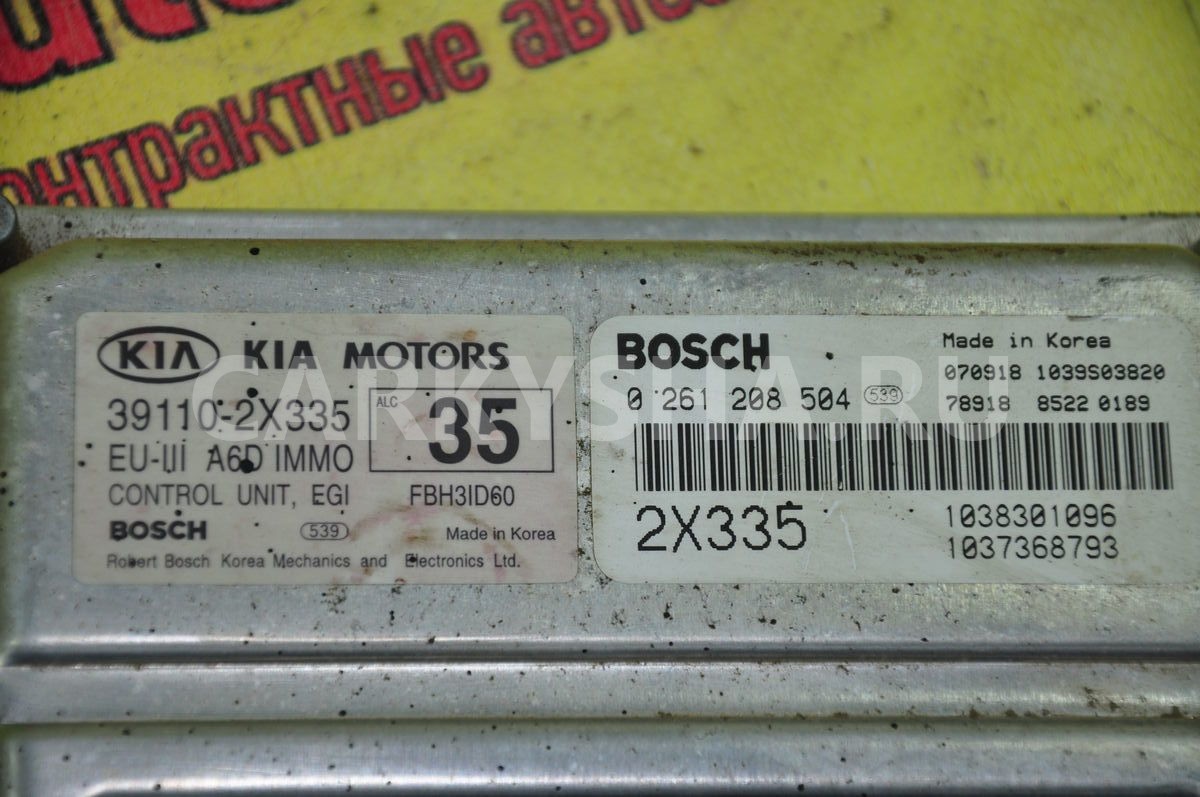 контрактные авто
KIA KIA MOTORS
39110-2X335
ALC 35
EU-III A6D IMMO
CONTROL UNIT, EGI FBH3ID60
BOSCH 539 Made in Korea
Robert Bosch Korea Mechanics and Electronics Ltd.
BOSCH Made in Korea
070918 1039S03820
0 261 208 504 539
78918 8522 0189
2X335
1038301096
1037368793
CARKYSHA.RU